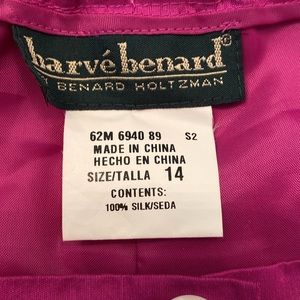 harvé benard®
BENARD HOLTZMAN
62M 6940 89 S2
MADE IN CHINA
HECHO EN CHINA
SIZE/TALLA 14
CONTENTS:
100% SILK/SEDA